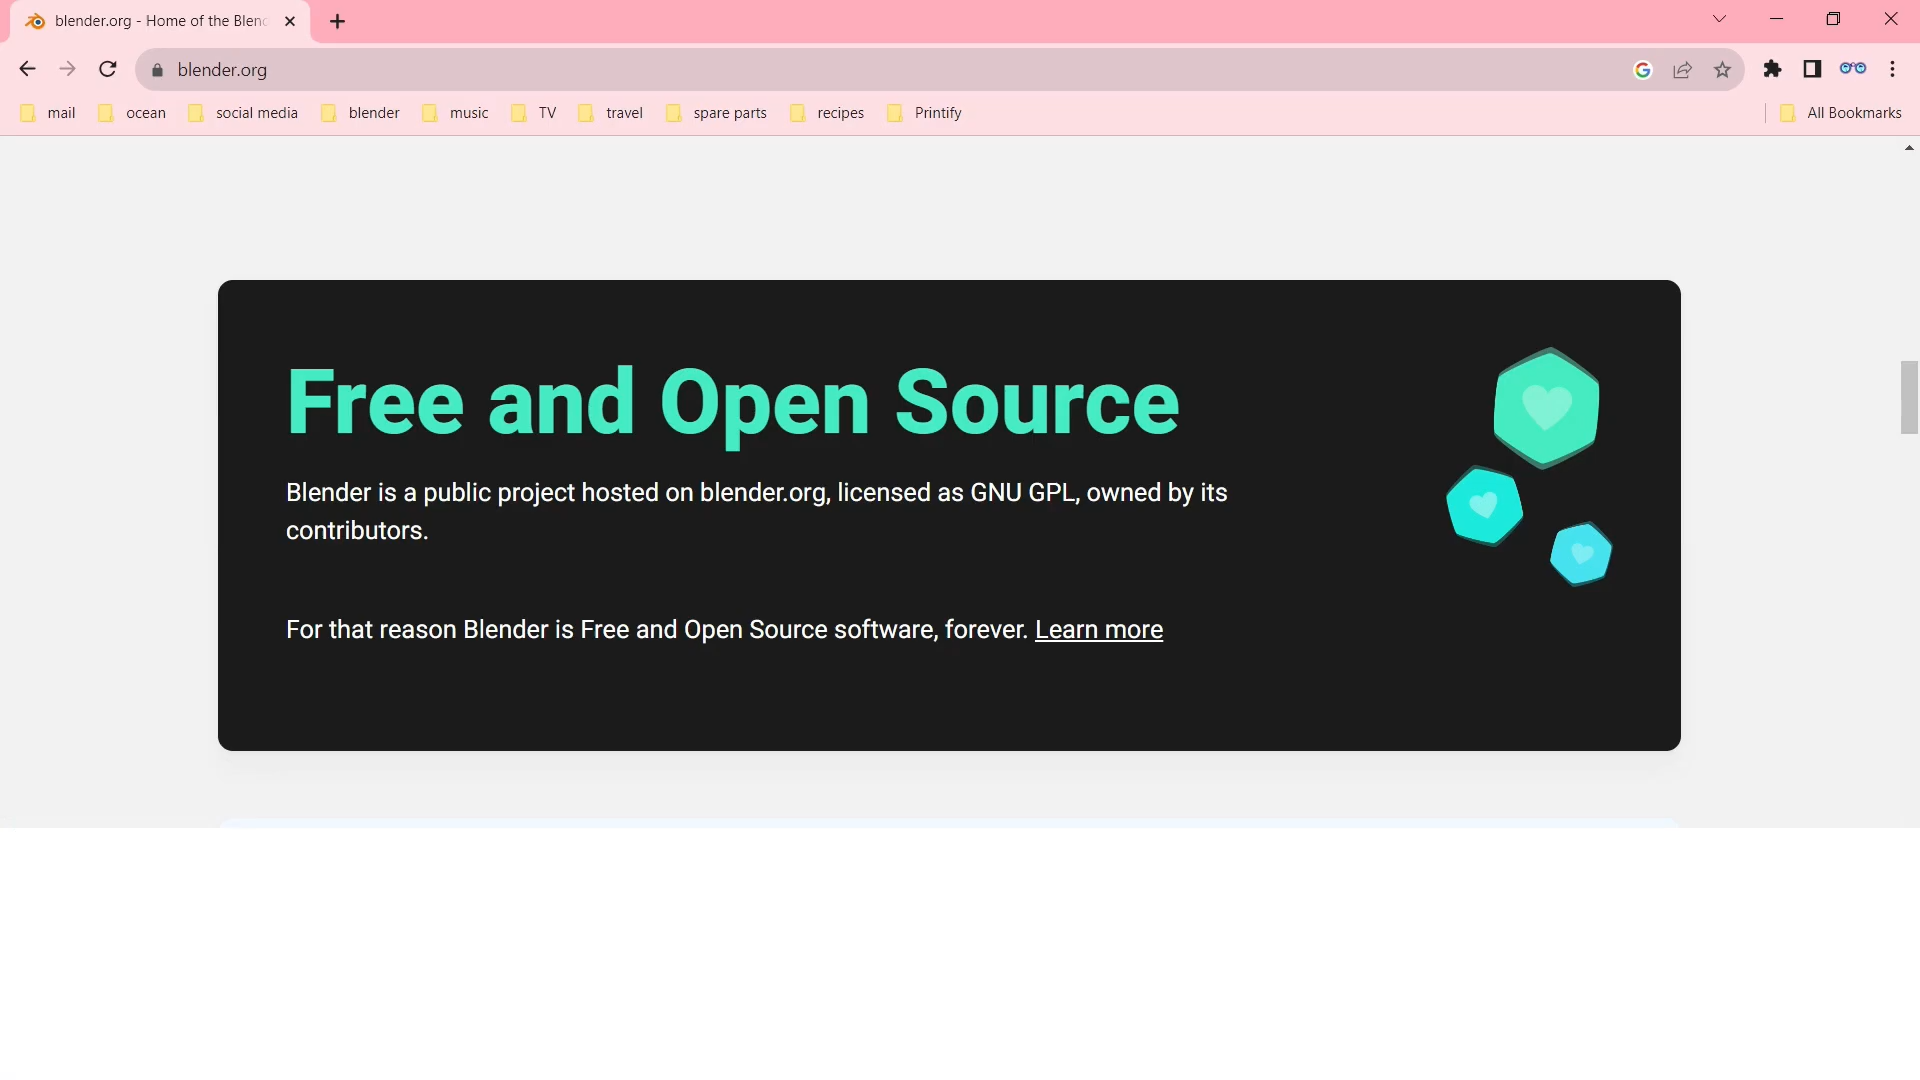 blender.org - Home of the Blen
blender.org
mail ocean social media blender music TV travel spare parts recipes Printify All Bookmarks
Free and Open Source
Blender is a public project hosted on blender.org, licensed as GNU GPL, owned by its
contributors.
For that reason Blender is Free and Open Source software, forever. Learn more